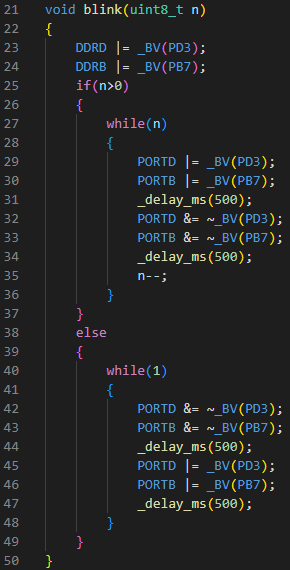 21 void blink(uint8_t n)
22 {
23     DDRD |= _BV(PD3);
24     DDRB |= _BV(PB7);
25     if(n>0)
26     {
27         while(n)
28         {
29             PORTD |= _BV(PD3);
30             PORTB |= _BV(PB7);
31             _delay_ms(500);
32             PORTD &= ~_BV(PD3);
33             PORTB &= ~_BV(PB7);
34             _delay_ms(500);
35             n--;
36         }
37     }
38     else
39     {
40         while(1)
41         {
42             PORTD &= ~_BV(PD3);
43             PORTB &= ~_BV(PB7);
44             _delay_ms(500);
45             PORTD |= _BV(PD3);
46             PORTB |= _BV(PB7);
47             _delay_ms(500);
48         }
49     }
50 }